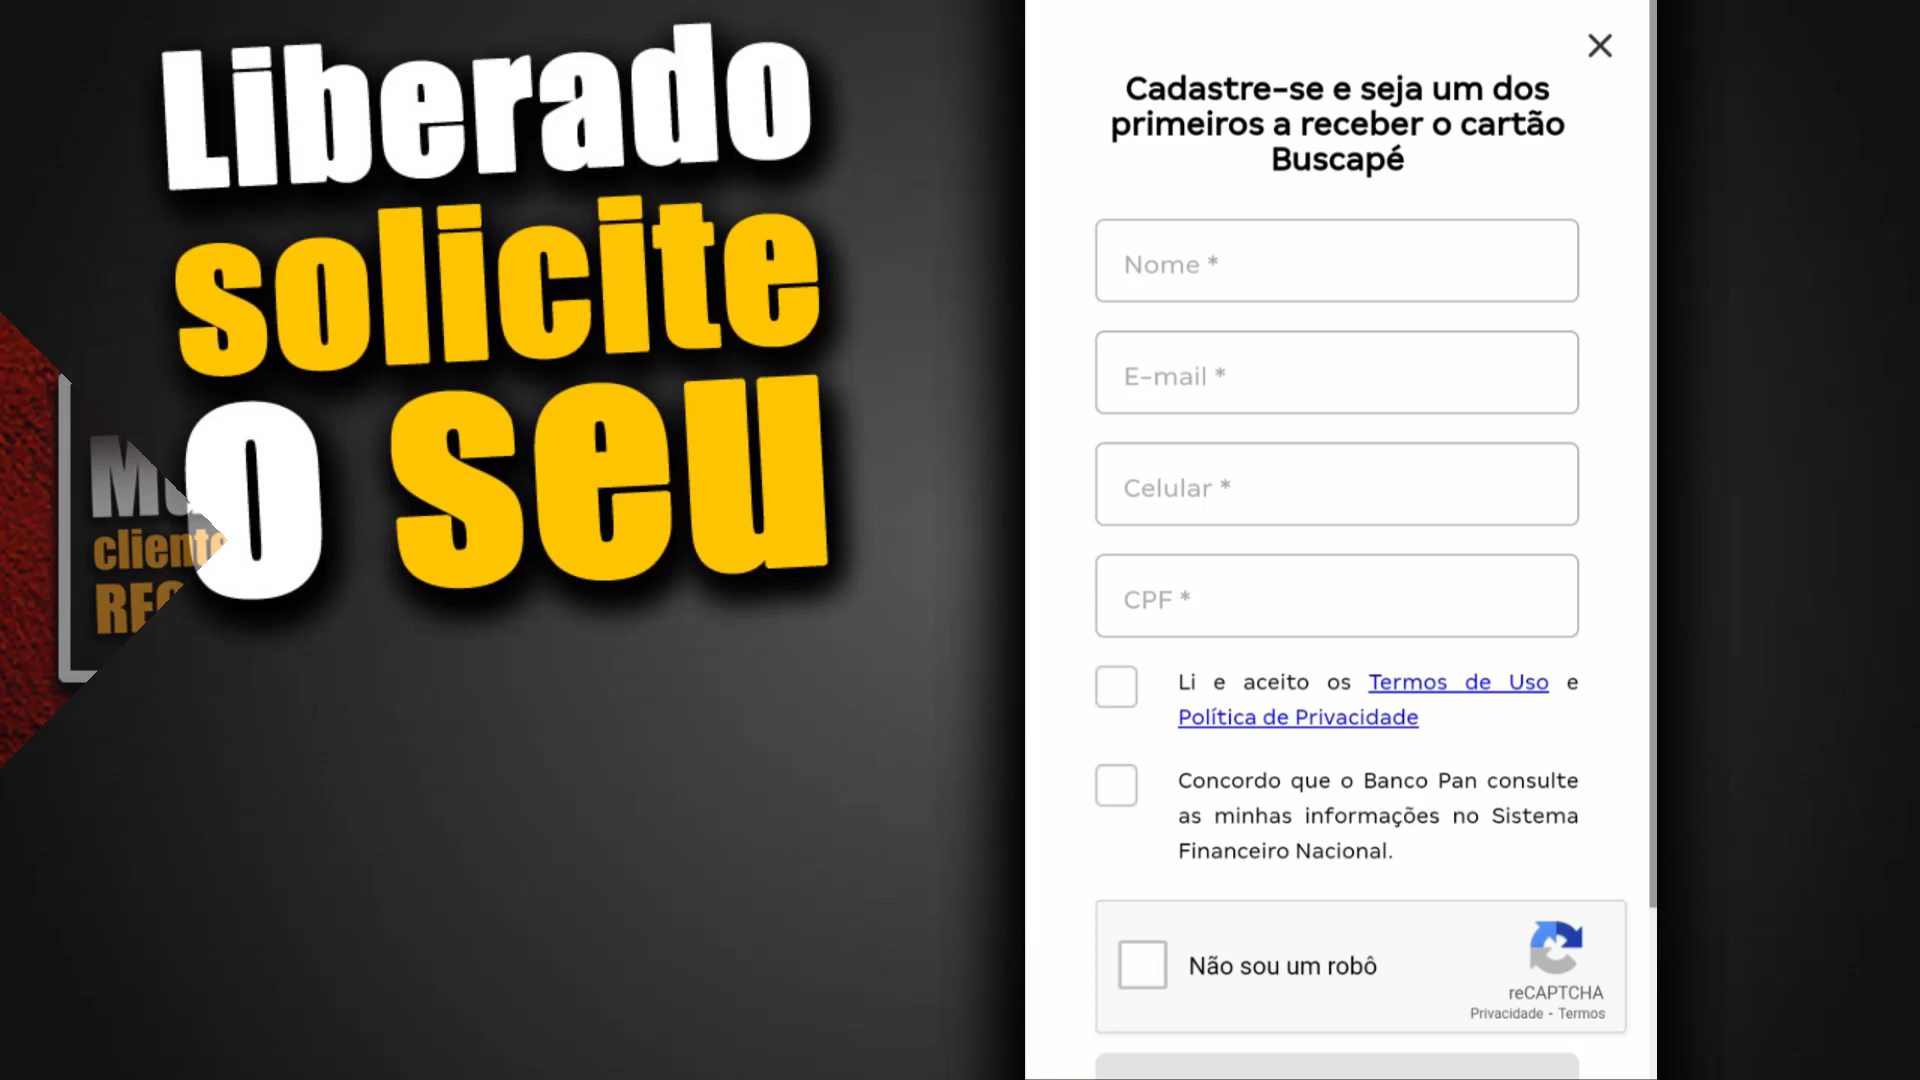 Liberado
solicite
o seu
cliente
Cadastre-se e seja um dos
primeiros a receber o cartão
Buscapé
Nome *
E-mail *
Celular *
CPF *
Li e aceito os Termos de Uso e
Política de Privacidade
Concordo que o Banco Pan consulte
as minhas informações no Sistema
Financeiro Nacional.
Não sou um robô
reCAPTCHA
Privacidade - Termos